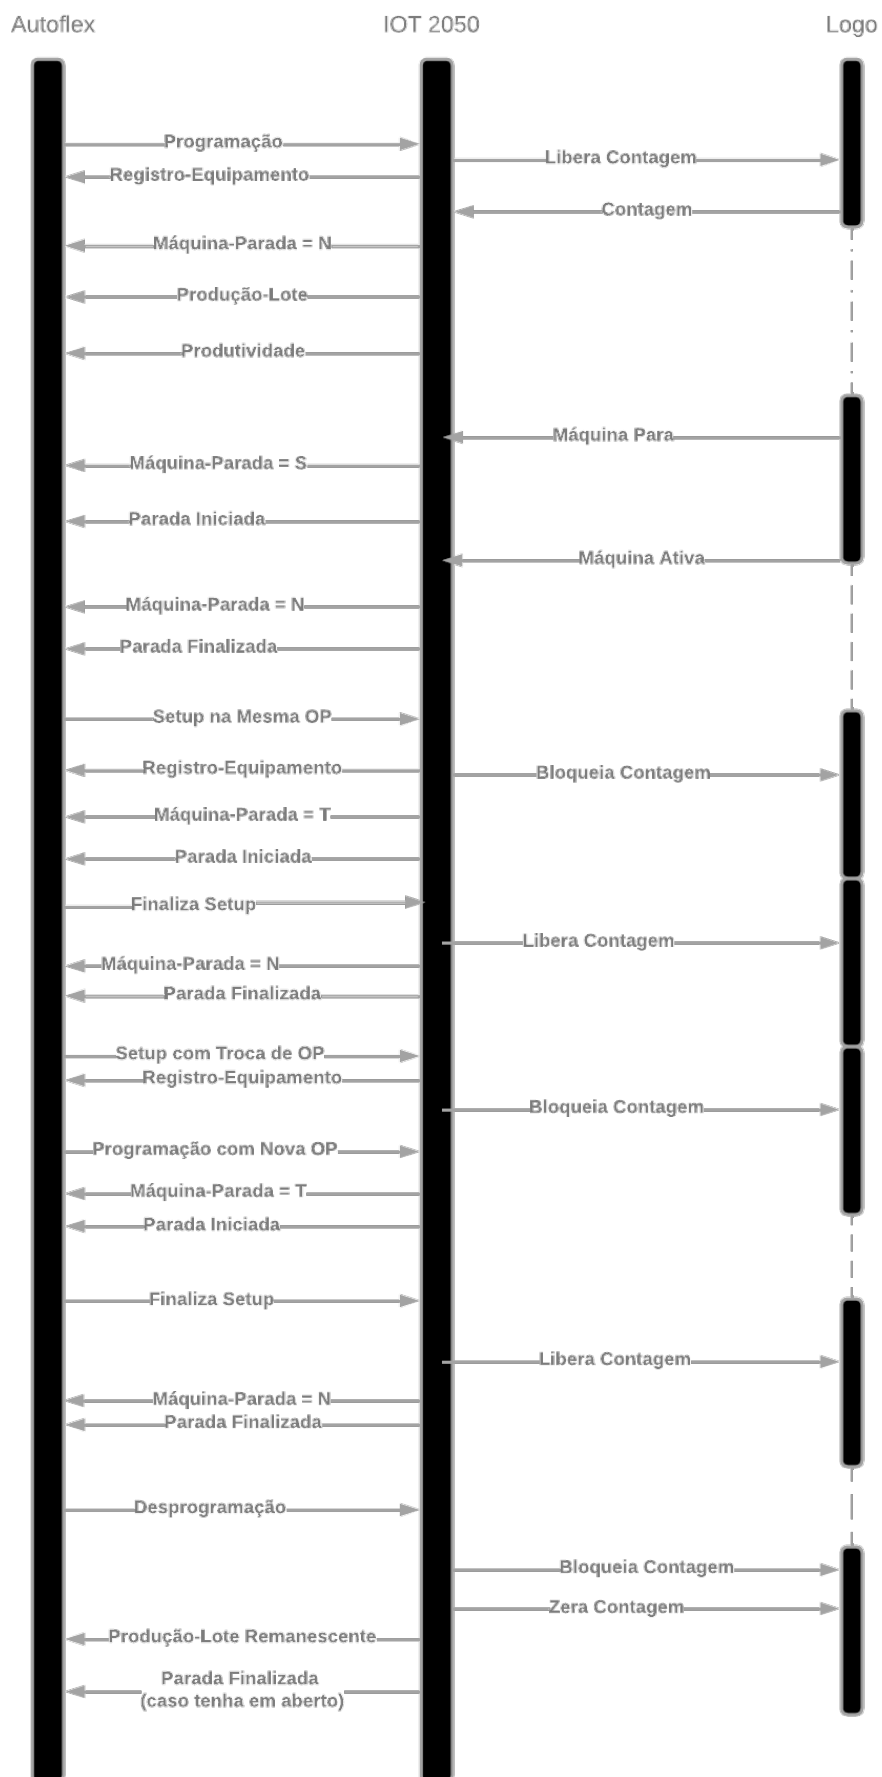 Autoflex
IOT 2050
Logo
Programação
Libera Contagem
Registro-Equipamento
Contagem
Máquina-Parada = N
Produção-Lote
Produtividade
Máquina Para
Máquina-Parada = S
Parada Iniciada
Máquina Ativa
Máquina-Parada = N
Parada Finalizada
Setup na Mesma OP
Registro-Equipamento
Bloqueia Contagem
Máquina-Parada = T
Parada Iniciada
Finaliza Setup
Libera Contagem
Máquina-Parada = N
Parada Finalizada
Setup com Troca de OP
Registro-Equipamento
Bloqueia Contagem
Programação com Nova OP
Máquina-Parada = T
Parada Iniciada
Finaliza Setup
Libera Contagem
Máquina-Parada = N
Parada Finalizada
Desprogramação
Bloqueia Contagem
Zera Contagem
Produção-Lote Remanescente
Parada Finalizada
(caso tenha em aberto)